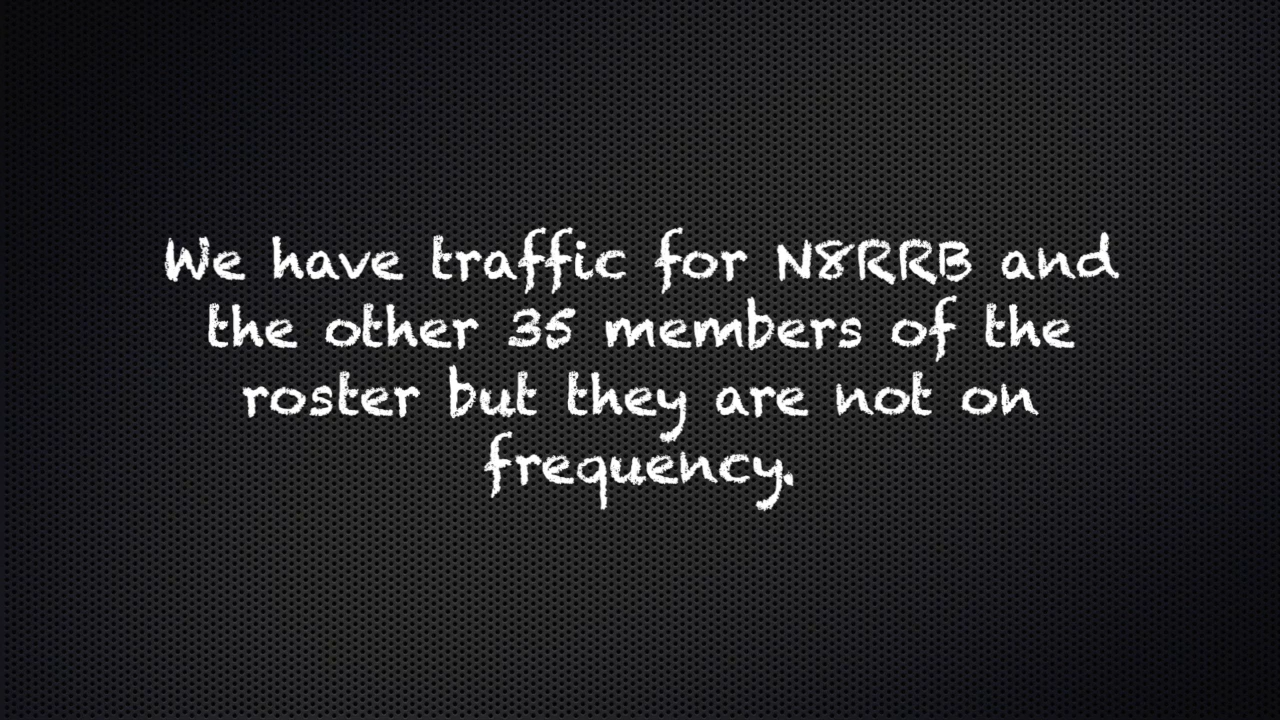 We have traffic for N8RRB and
the other 35 members of the
roster but they are not on
frequency.